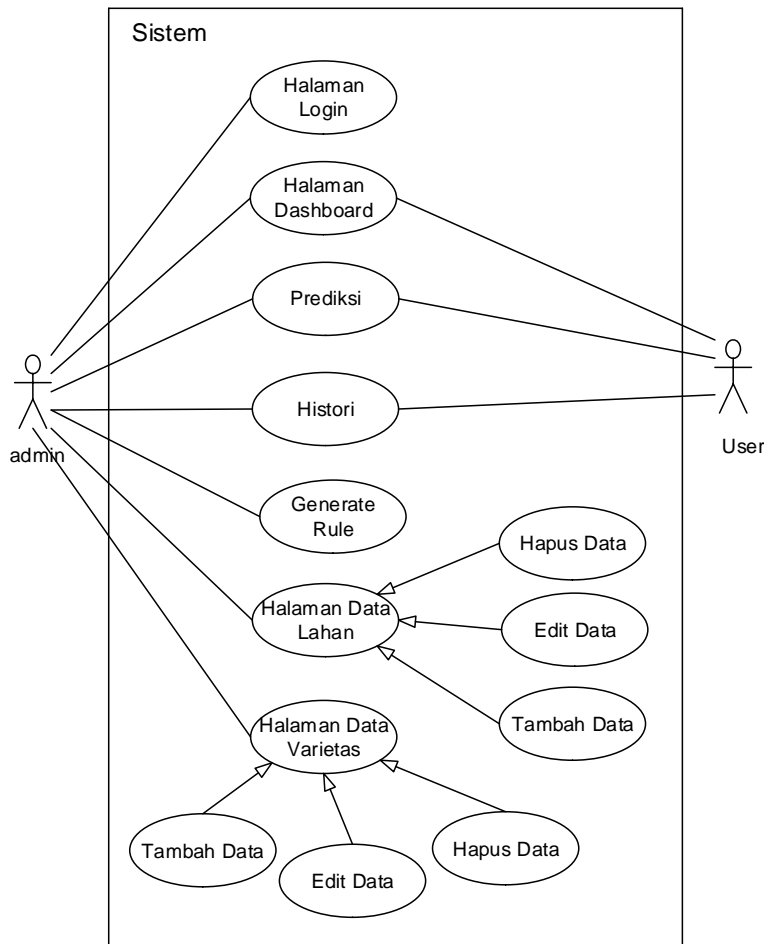 Sistem
Halaman
Login
Halaman
Dashboard
Prediksi
Histori
admin
User
Generate
Rule
Hapus Data
Halaman Data
Lahan
Edit Data
Tambah Data
Halaman Data
Varietas
Tambah Data
Edit Data
Hapus Data